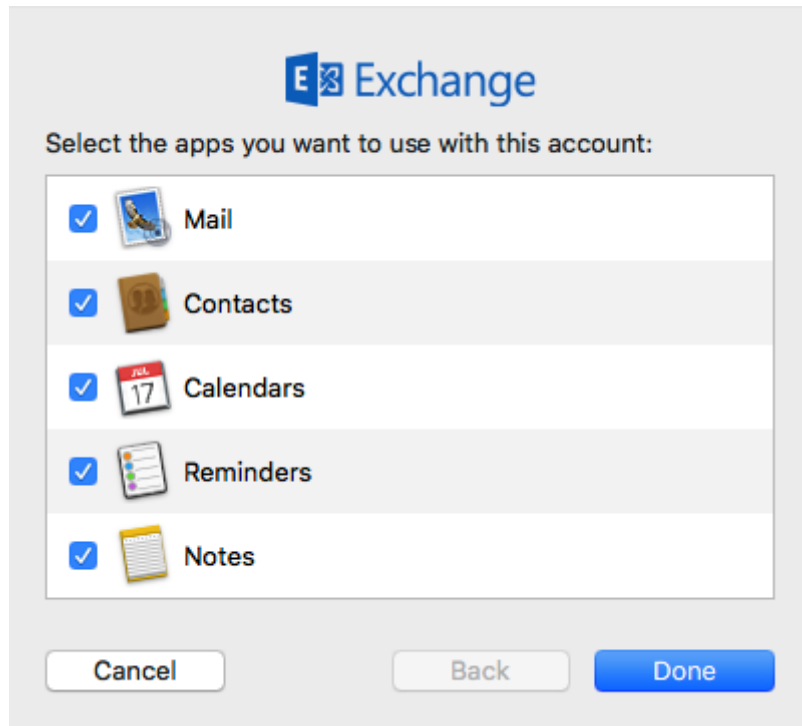 E Exchange
Select the apps you want to use with this account:
Mail
Contacts
JUL
17
Calendars
Reminders
Notes
Cancel Back Done